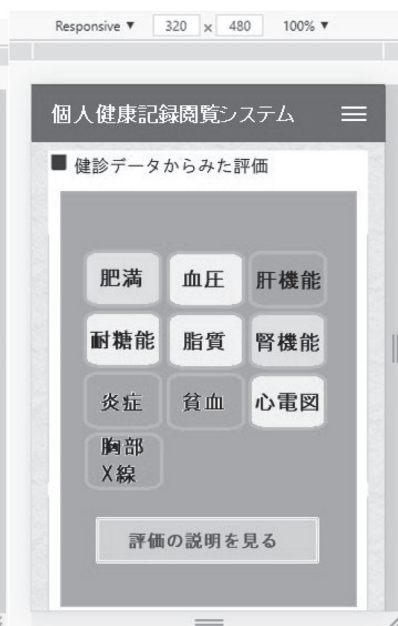 Responsive ▼ 320 x 480 100% ▼
個人健康記録閲覧システム
■ 健診データからみた評価
肥満 血圧 肝機能
耐糖能 脂質 腎機能
炎症 貧血 心電図
胸部
X線
評価の説明を見る